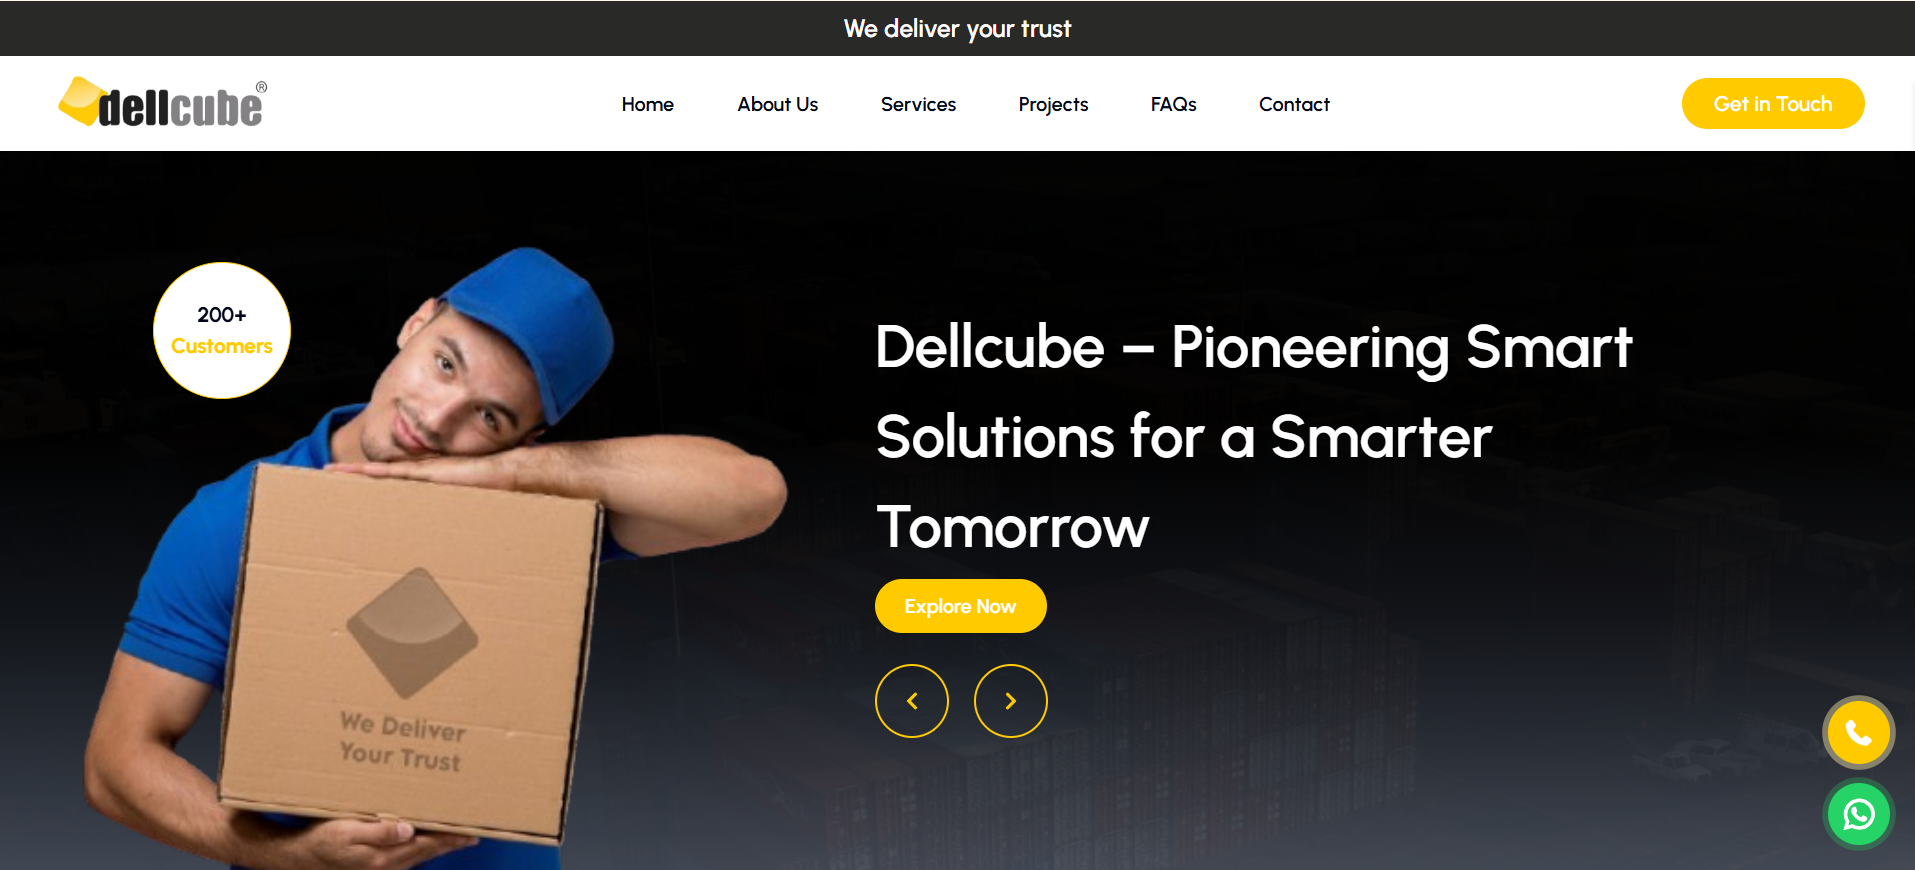 We deliver your trust
dellcube®
Home About Us Services Projects FAQs Contact
Get in Touch
200+
Customers
Dellcube – Pioneering Smart
Solutions for a Smarter
Tomorrow
Explore Now
We Deliver
Your Trust